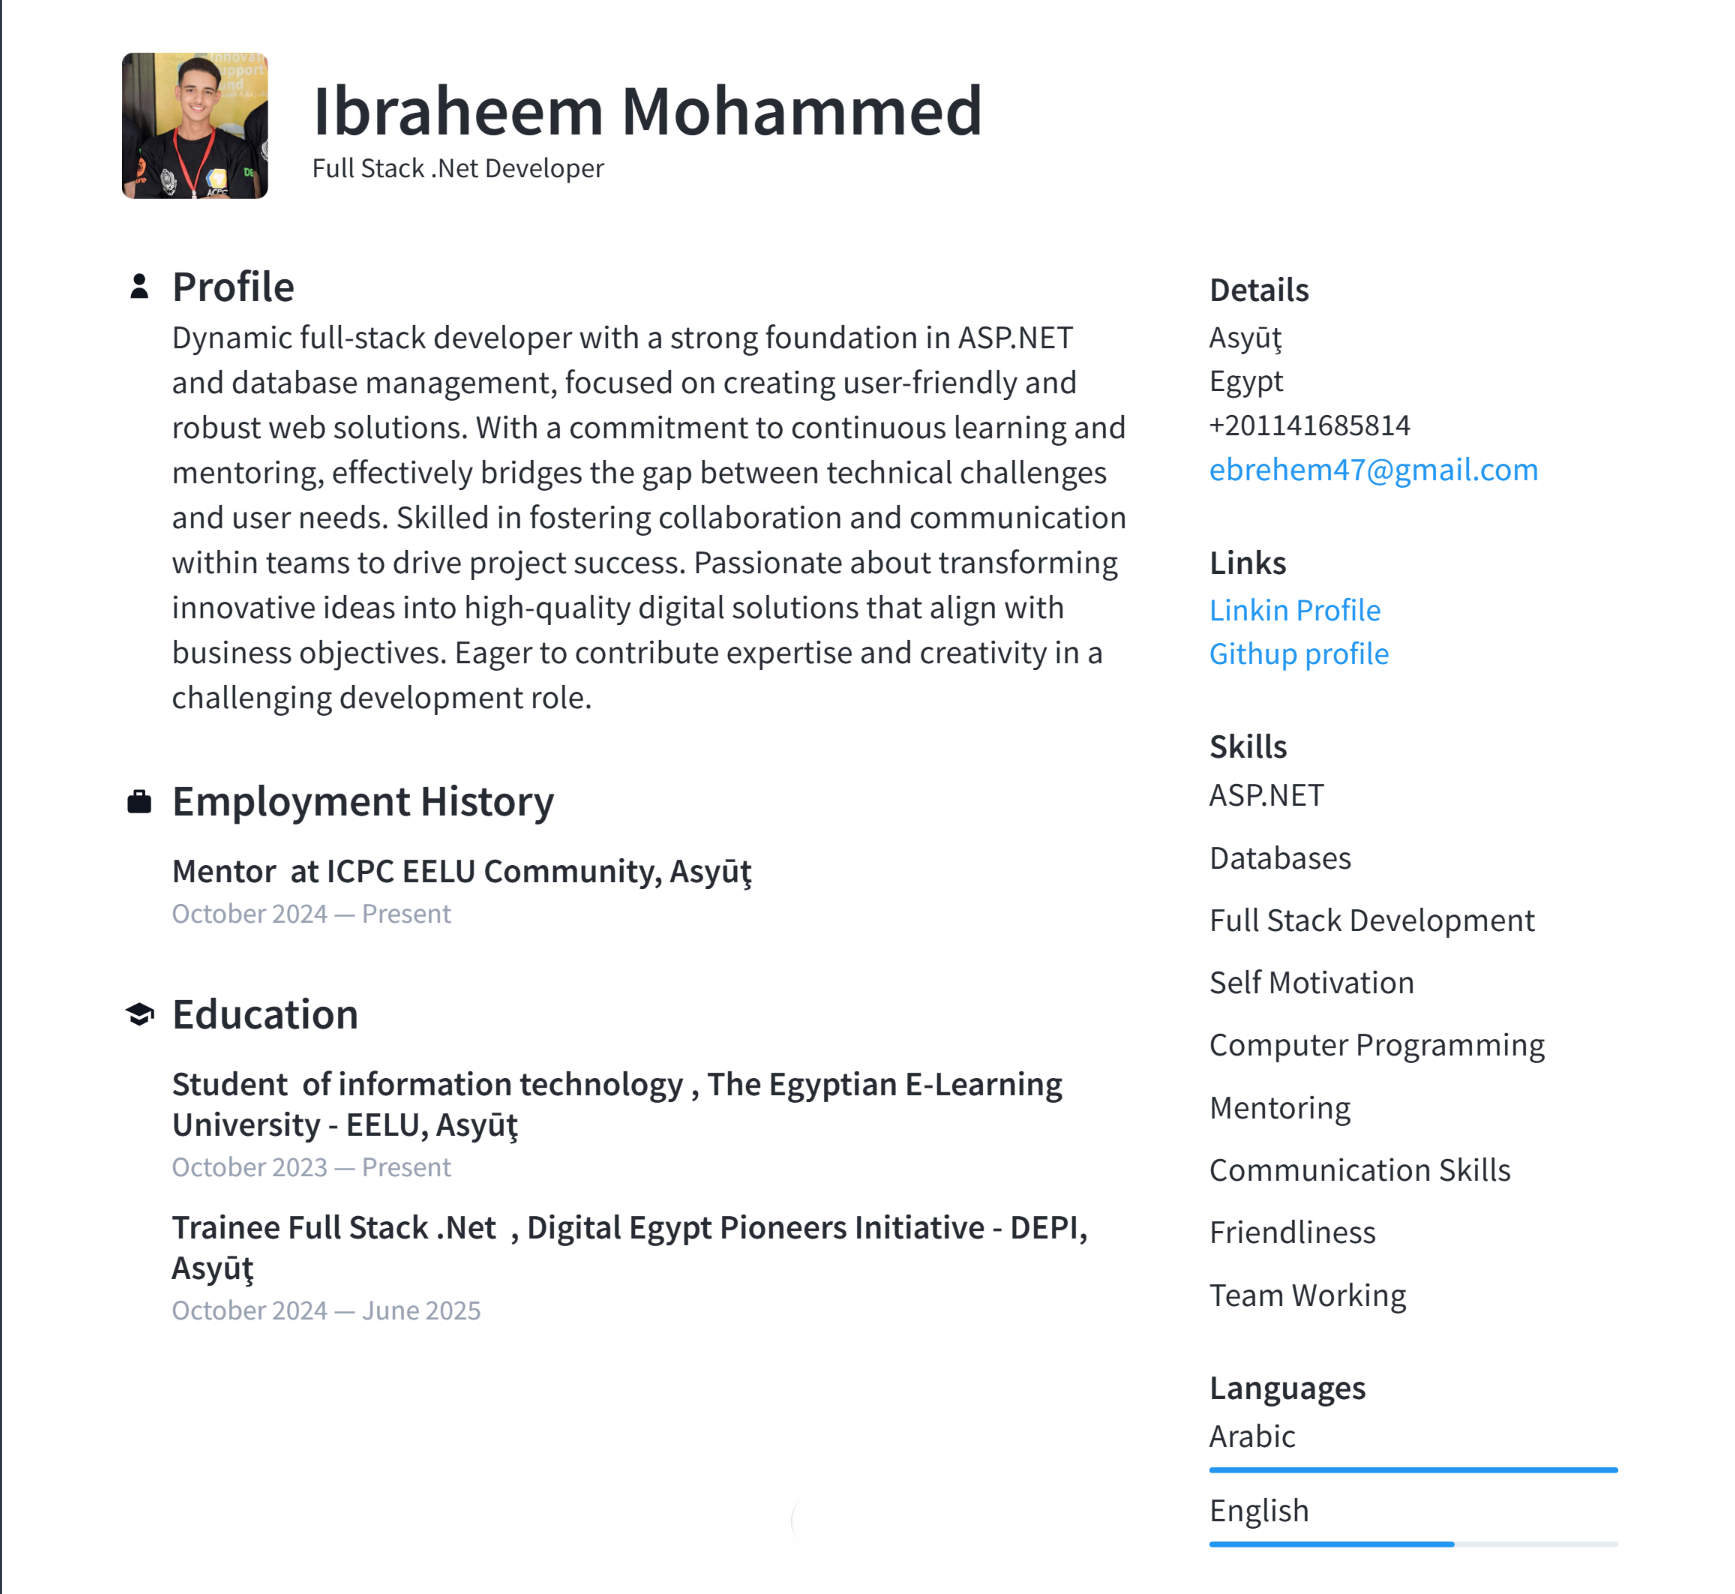 Innovat
Support
Fund
ACPC
DE
Ibraheem Mohammed
Full Stack .Net Developer
Profile
Dynamic full-stack developer with a strong foundation in ASP.NET
and database management, focused on creating user-friendly and
robust web solutions. With a commitment to continuous learning and
mentoring, effectively bridges the gap between technical challenges
and user needs. Skilled in fostering collaboration and communication
within teams to drive project success. Passionate about transforming
innovative ideas into high-quality digital solutions that align with
business objectives. Eager to contribute expertise and creativity in a
challenging development role.
Employment History
Mentor  at ICPC EELU Community, Asyūţ
October 2024 — Present
Education
Student  of information technology , The Egyptian E-Learning
University - EELU, Asyūţ
October 2023 — Present
Trainee Full Stack .Net  , Digital Egypt Pioneers Initiative - DEPI,
Asyūţ
October 2024 — June 2025
Details
Asyūţ
Egypt
+201141685814
ebrehem47@gmail.com
Links
Linkin Profile
Githup profile
Skills
ASP.NET
Databases
Full Stack Development
Self Motivation
Computer Programming
Mentoring
Communication Skills
Friendliness
Team Working
Languages
Arabic
English